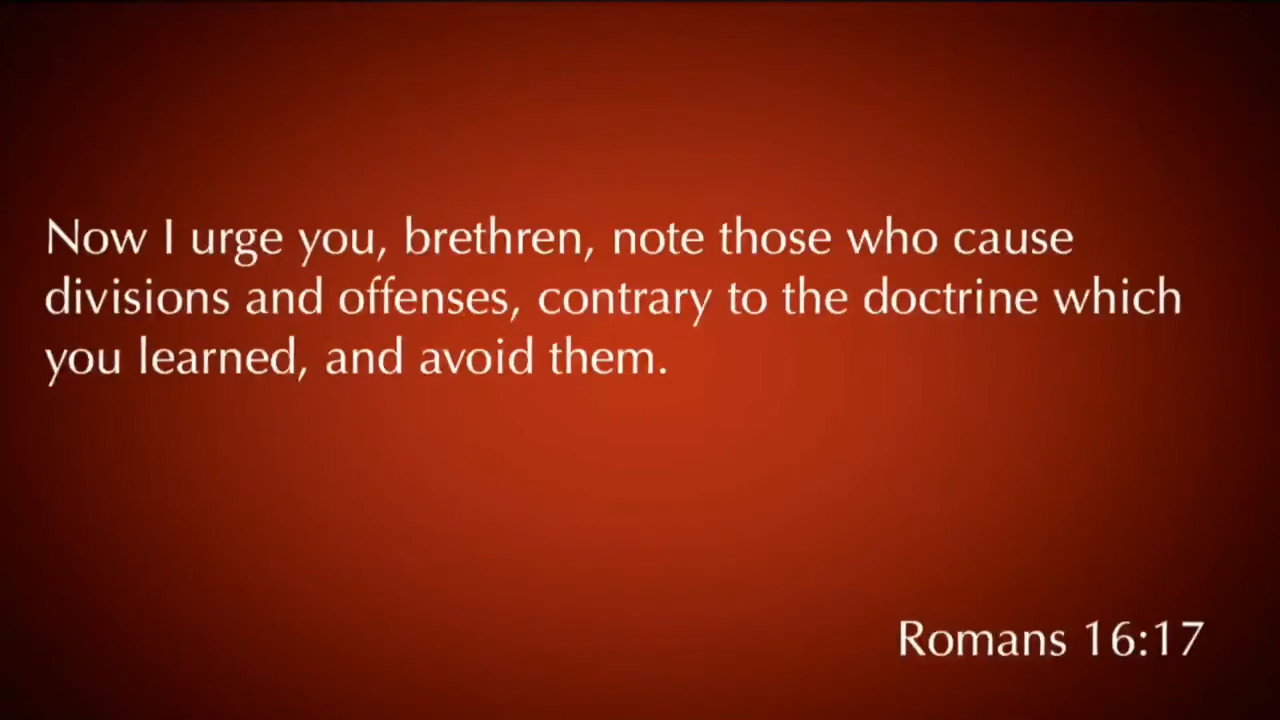 Now I urge you, brethren, note those who cause
divisions and offenses, contrary to the doctrine which
you learned, and avoid them.
Romans 16:17